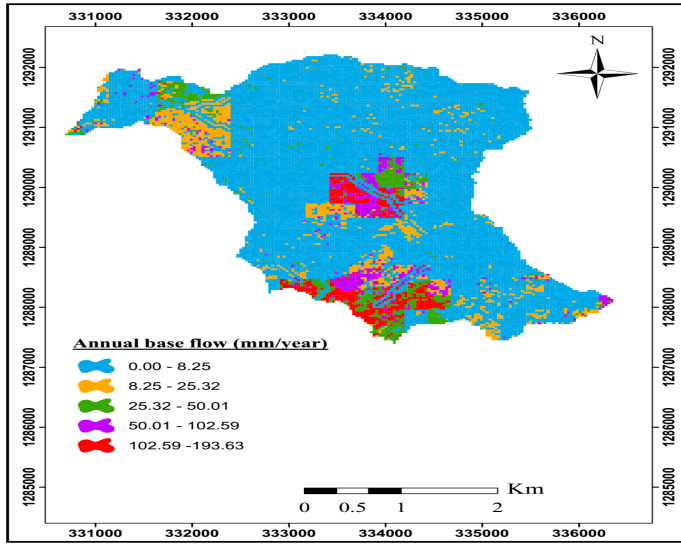 331000 332000 333000 334000 335000 336000
1292000 1292000
N
1291000 1291000
1290000 1290000
1289000 1289000
1288000 1288000
1287000 1287000
1286000 1286000
1285000 1285000
Annual base flow (mm/year)
0.00 - 8.25
8.25 - 25.32
25.32 - 50.01
50.01 - 102.59
102.59 -193.63
Km
0 0.5 1 2
331000 332000 333000 334000 335000 336000